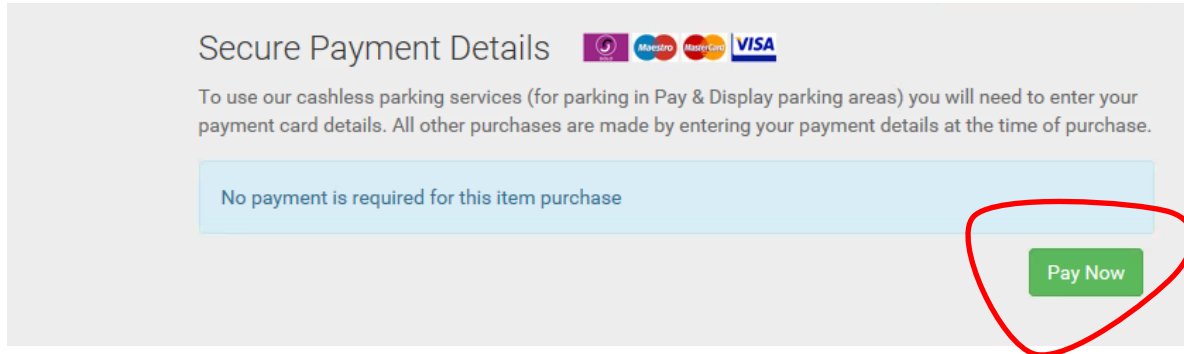 Secure Payment Details SOLO Maestro MasterCard VISA
To use our cashless parking services (for parking in Pay & Display parking areas) you will need to enter your
payment card details. All other purchases are made by entering your payment details at the time of purchase.
No payment is required for this item purchase
Pay Now